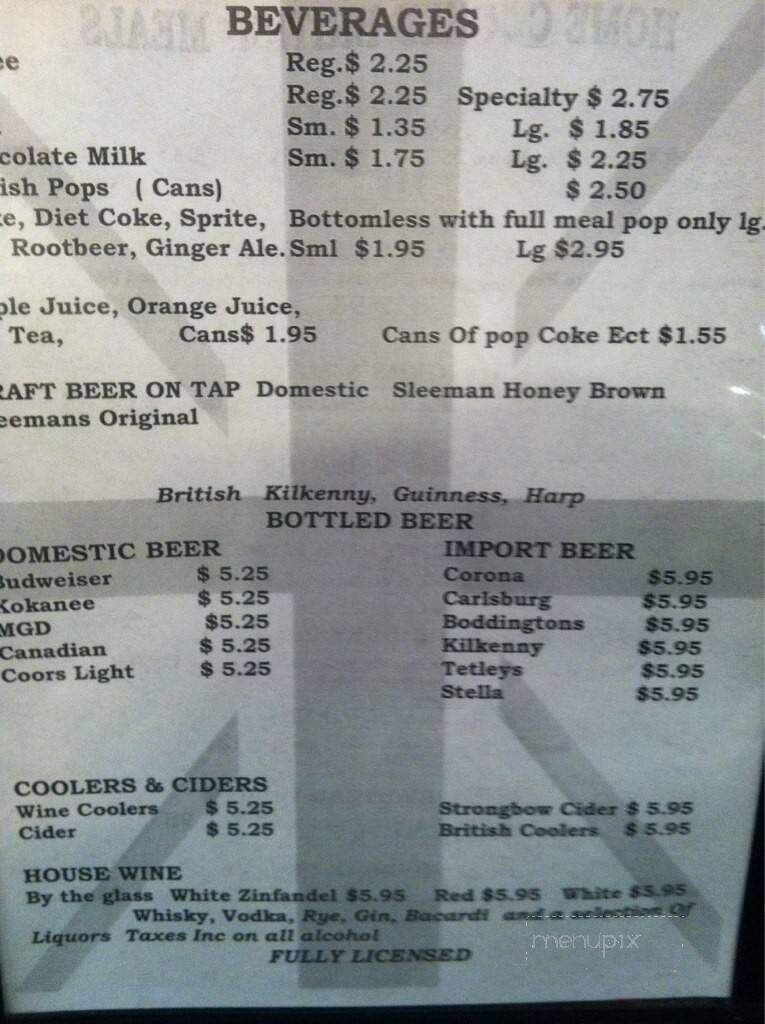 BEVERAGES
ee Reg.$ 2.25
Reg.$ 2.25 Specialty $ 2.75
Sm. $ 1.35 Lg. $ 1.85
colate Milk Sm. $ 1.75 Lg. $ 2.25
ish Pops ( Cans) $ 2.50
ke, Diet Coke, Sprite, Bottomless with full meal pop only lg.
Rootbeer, Ginger Ale. Sml $1.95 Lg $2.95
ple Juice, Orange Juice,
Tea, Cans$ 1.95 Cans Of pop Coke Ect $1.55
RAFT BEER ON TAP Domestic Sleeman Honey Brown
eemans Original
British Kilkenny, Guinness, Harp
BOTTLED BEER
DOMESTIC BEER IMPORT BEER
Budweiser $ 5.25 Corona $5.95
Kokanee $ 5.25 Carlsburg $5.95
MGD $5.25 Boddingtons $5.95
Canadian $ 5.25 Kilkenny $5.95
Coors Light $ 5.25 Tetleys $5.95
Stella $5.95
COOLERS & CIDERS
Wine Coolers $ 5.25 Strongbow Cider $ 5.95
Cider $ 5.25 British Coolers $ 5.95
HOUSE WINE
By the glass White Zinfandel $5.95 Red $5.95 White $5.95
Whisky, Vodka, Rye, Gin, Bacardi and a selection Of
Liquors Taxes Inc on all alcohol
FULLY LICENSED
menupix